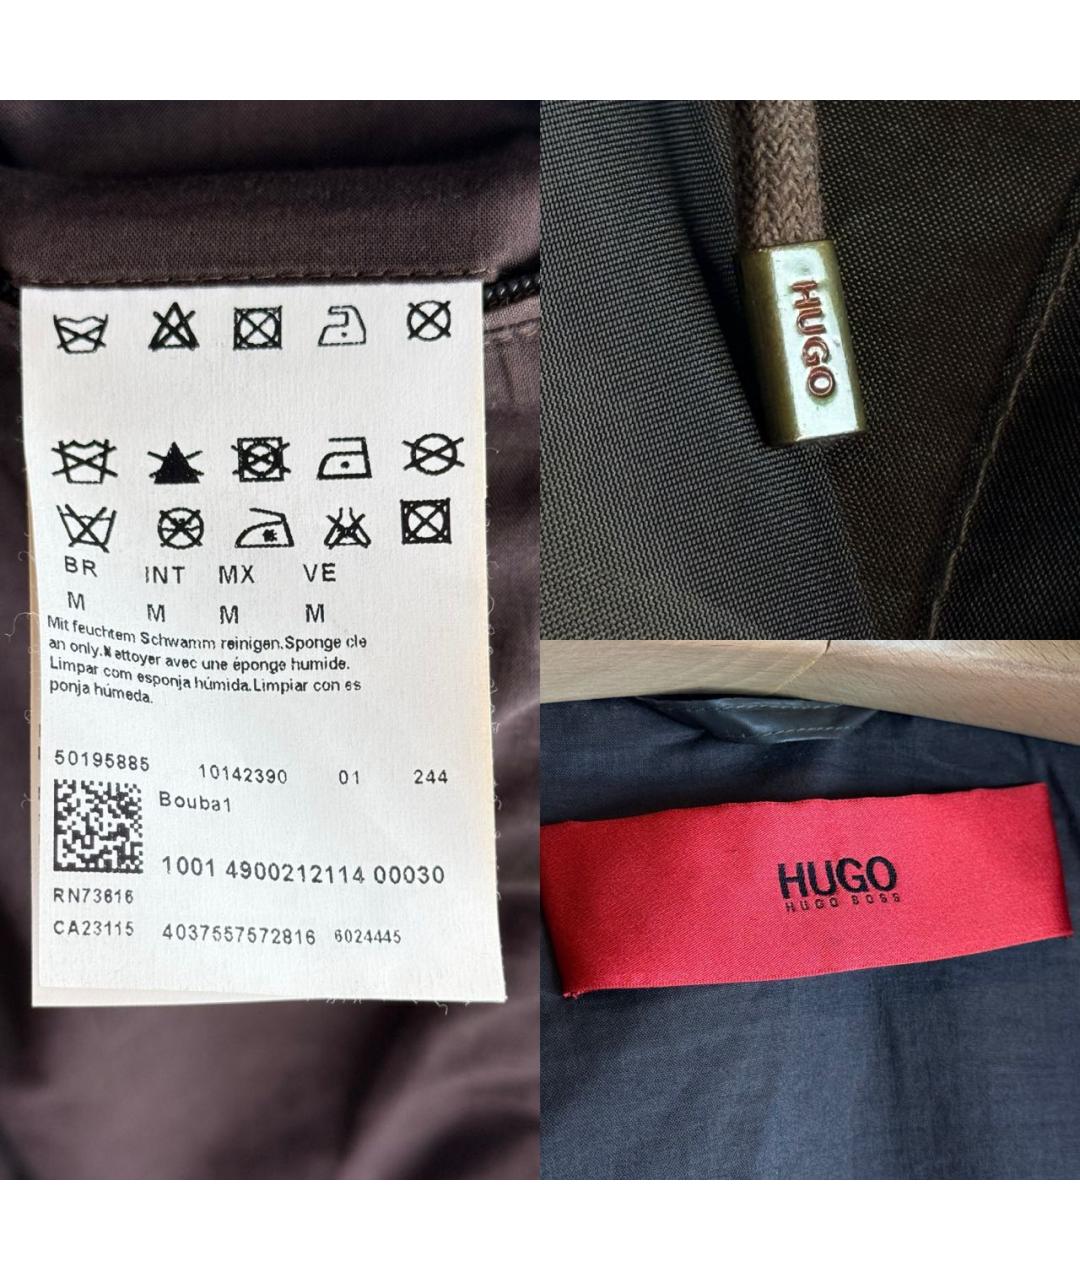 BR INT MX VE
M M M M
Mit feuchtem Schwamm reinigen.Sponge cle
an only.Nettoyer avec une éponge humide.
Limpar com esponja húmida.Limpiar con es
ponja húmeda.
50195885 10142390 01 244
Bouba1
1001 4900212114 00030
RN73616
CA23115 4037557572816 6024445
HUGO
HUGO
HUGO BOSS